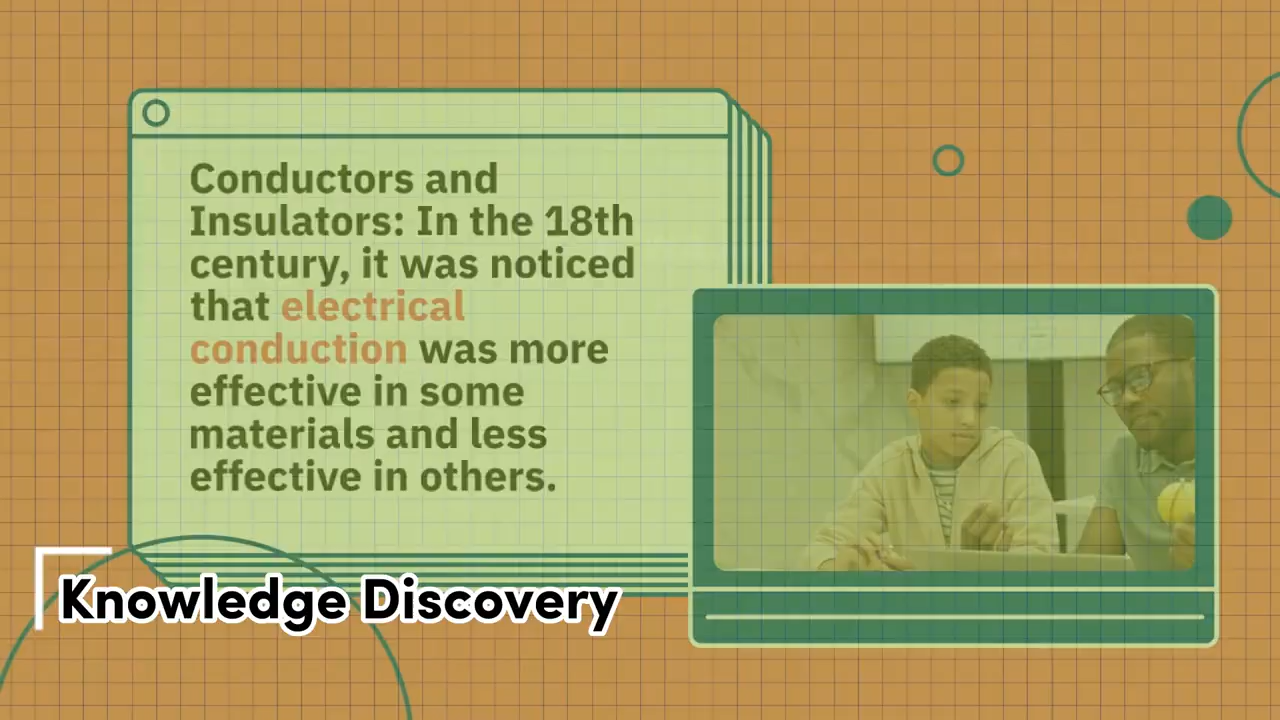 Conductors and
Insulators: In the 18th
century, it was noticed
that electrical
conduction was more
effective in some
materials and less
effective in others.
Knowledge Discovery